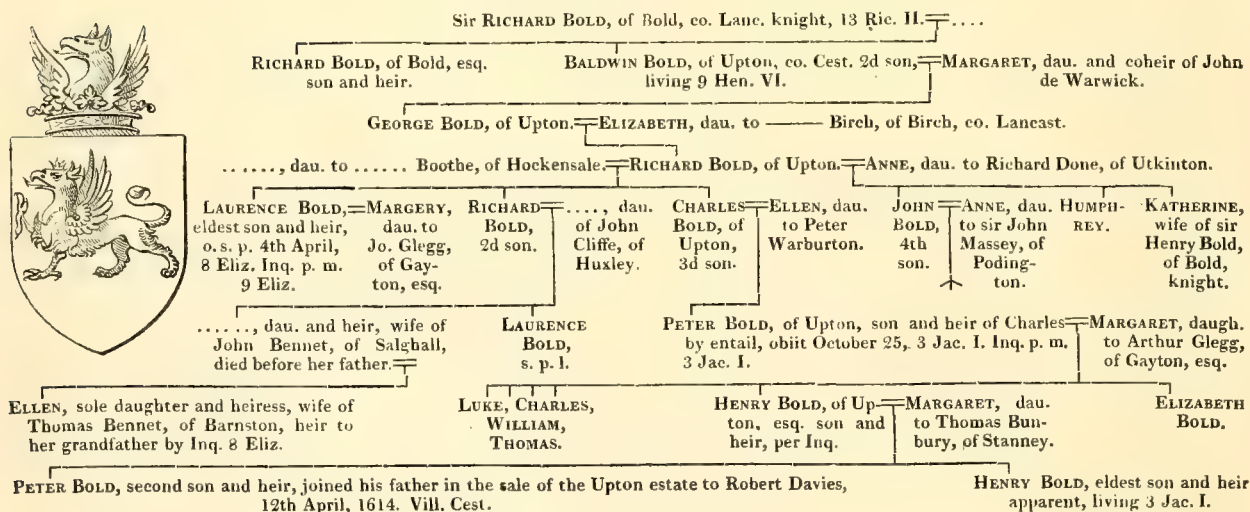 Sir RICHARD BOLD, of Bold, co. Lanc. knight, 13 Ric. II.=....
RICHARD BOLD, of Bold, esq.
son and heir.
BALDWIN BOLD, of Upton, co. Cest. 2d son,=MARGARET, dau. and coheir of John
living 9 Hen. VI.
de Warwick.
GEORGE BOLD, of Upton.=ELIZABETH, dau. to —— Birch, of Birch, co. Lancast.
......, dau. to ...... Boothe, of Hockensale.=RICHARD BOLD, of Upton.=ANNE, dau. to Richard Done, of Utkinton.
LAURENCE BOLD,=MARGERY,
eldest son and heir,
o. s. p. 4th April,
8 Eliz. Inq. p. m.
9 Eliz.
dau. to
Jo. Glegg,
of Gay-
ton, esq.
RICHARD=...., dau.
BOLD,
2d son.
of John
Cliffe, of
Huxley.
CHARLES=ELLEN, dau.
BOLD, of
Upton,
3d son.
to Peter
Warburton.
JOHN=ANNE, dau.
BOLD,
4th
son.
to sir John
Massey, of
Poding-
ton.
HUMPH-
REY.
KATHERINE,
wife of sir
Henry Bold,
of Bold,
knight.
......, dau. and heir, wife of
John Bennet, of Salghall,
died before her father.=
LAURENCE
BOLD,
s. p. l.
PETER BOLD, of Upton, son and heir of Charles=MARGARET, daugh.
by entail, obiit October 25, 3 Jac. I. Inq. p. m.
3 Jac. I.
to Arthur Glegg,
of Gayton, esq.
ELLEN, sole daughter and heiress, wife of
Thomas Bennet, of Barnston, heir to
her grandfather by Inq. 8 Eliz.
LUKE, CHARLES,
WILLIAM,
THOMAS.
HENRY BOLD, of Up-=MARGARET, dau.
ton, esq. son and
heir, per Inq.
to Thomas Bun-
bury, of Stanney.
ELIZABETH
BOLD.
PETER BOLD, second son and heir, joined his father in the sale of the Upton estate to Robert Davies,
12th April, 1614. Vill. Cest.
HENRY BOLD, eldest son and heir
apparent, living 3 Jac. I.